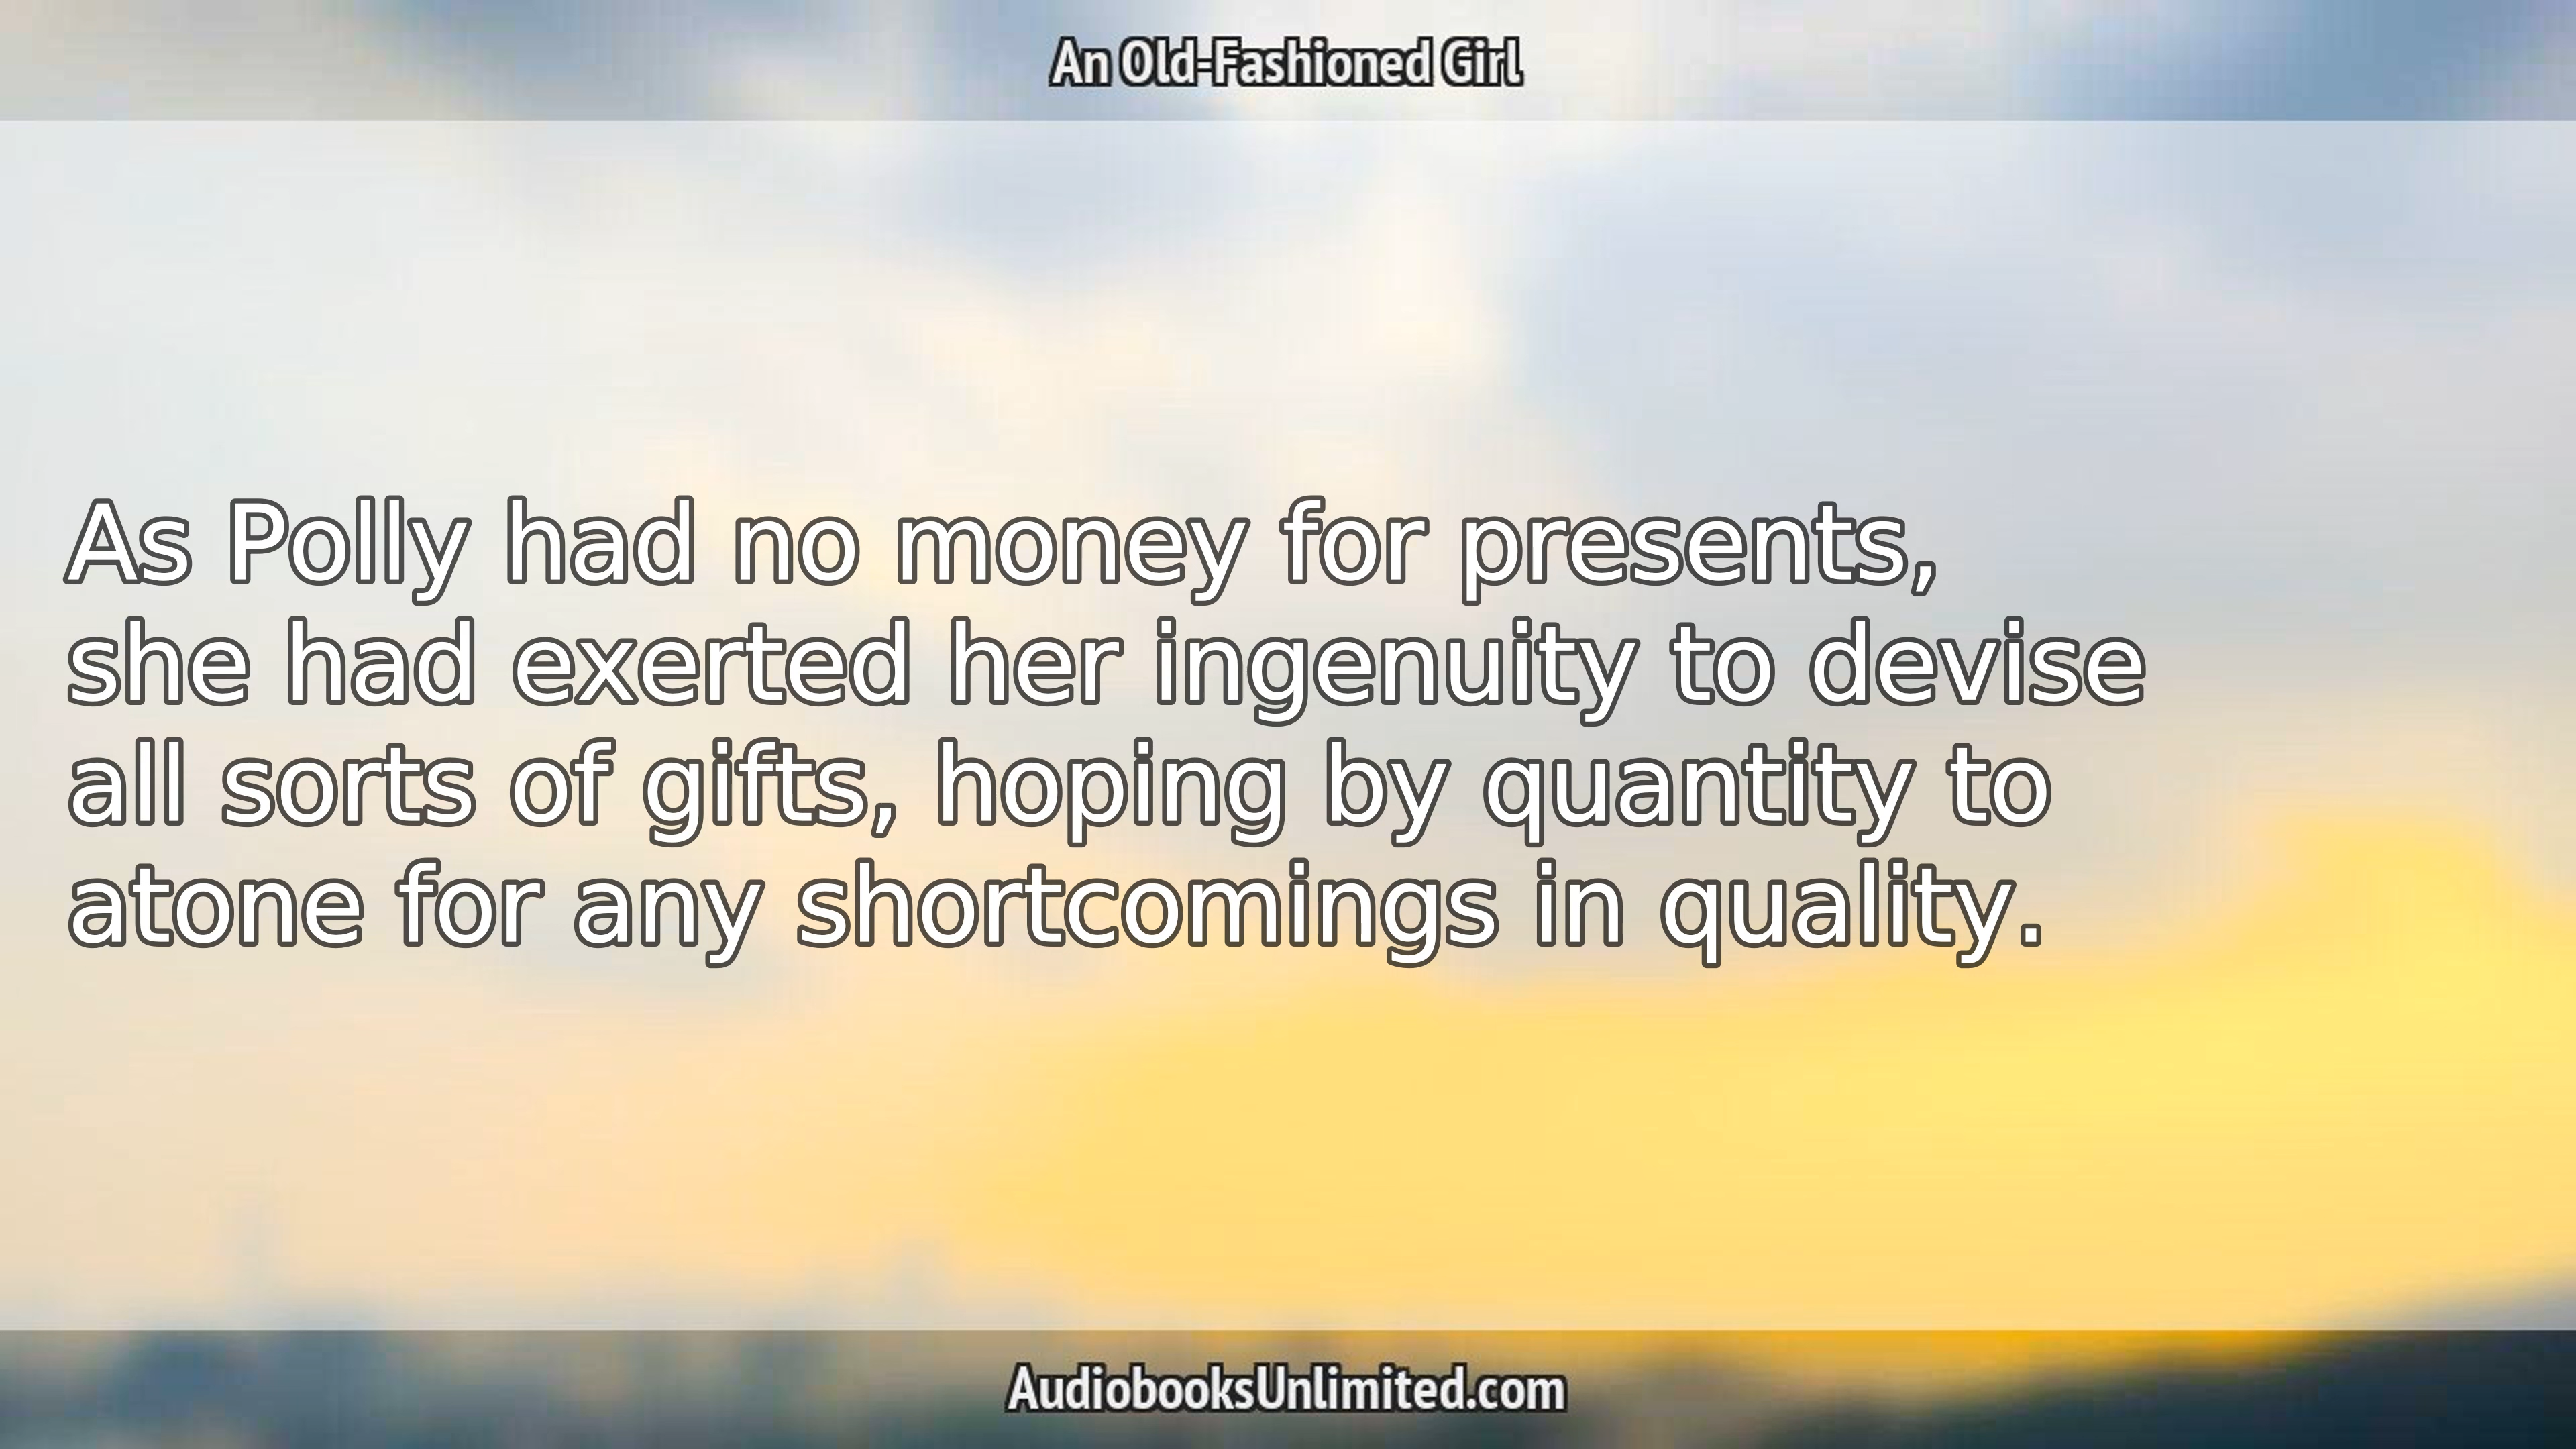 An Old-Fashioned Girl
As Polly had no money for presents,
she had exerted her ingenuity to devise
all sorts of gifts, hoping by quantity to
atone for any shortcomings in quality.
AudiobooksUnlimited.com